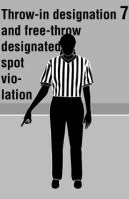 Throw-in designation 7
and free-throw
designated
spot
vio-
lation